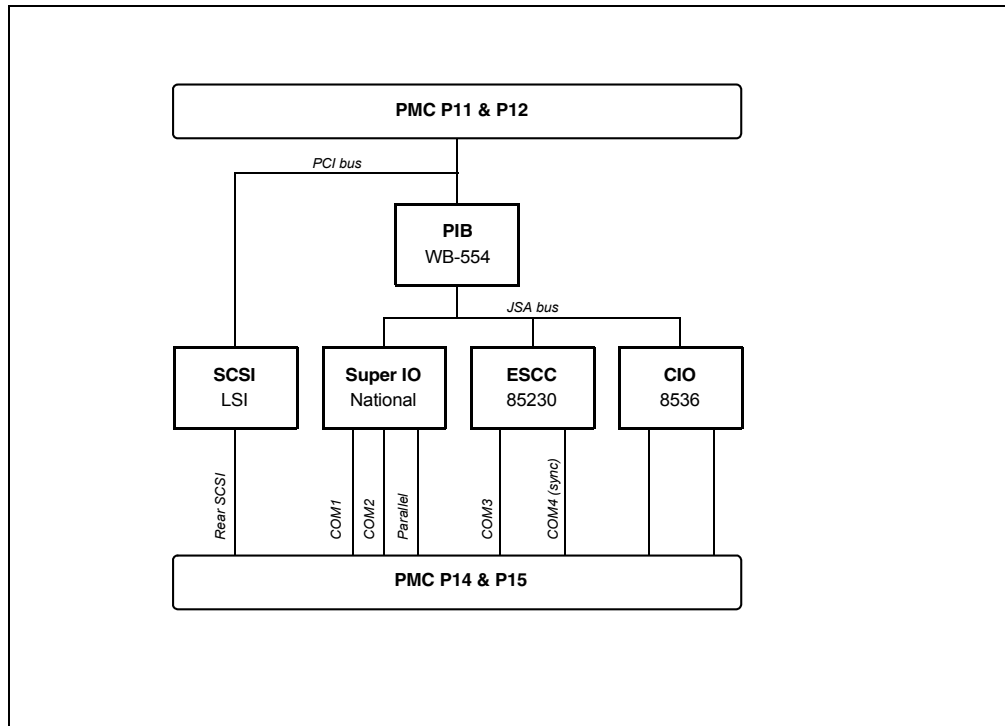 PMC P11 & P12
PCI bus
PIB
WB-554
JSA bus
SCSI
LSI
Super IO
National
ESCC
85230
CIO
8536
Rear SCSI
COM1
COM2
Parallel
COM3
COM4 (sync)
PMC P14 & P15